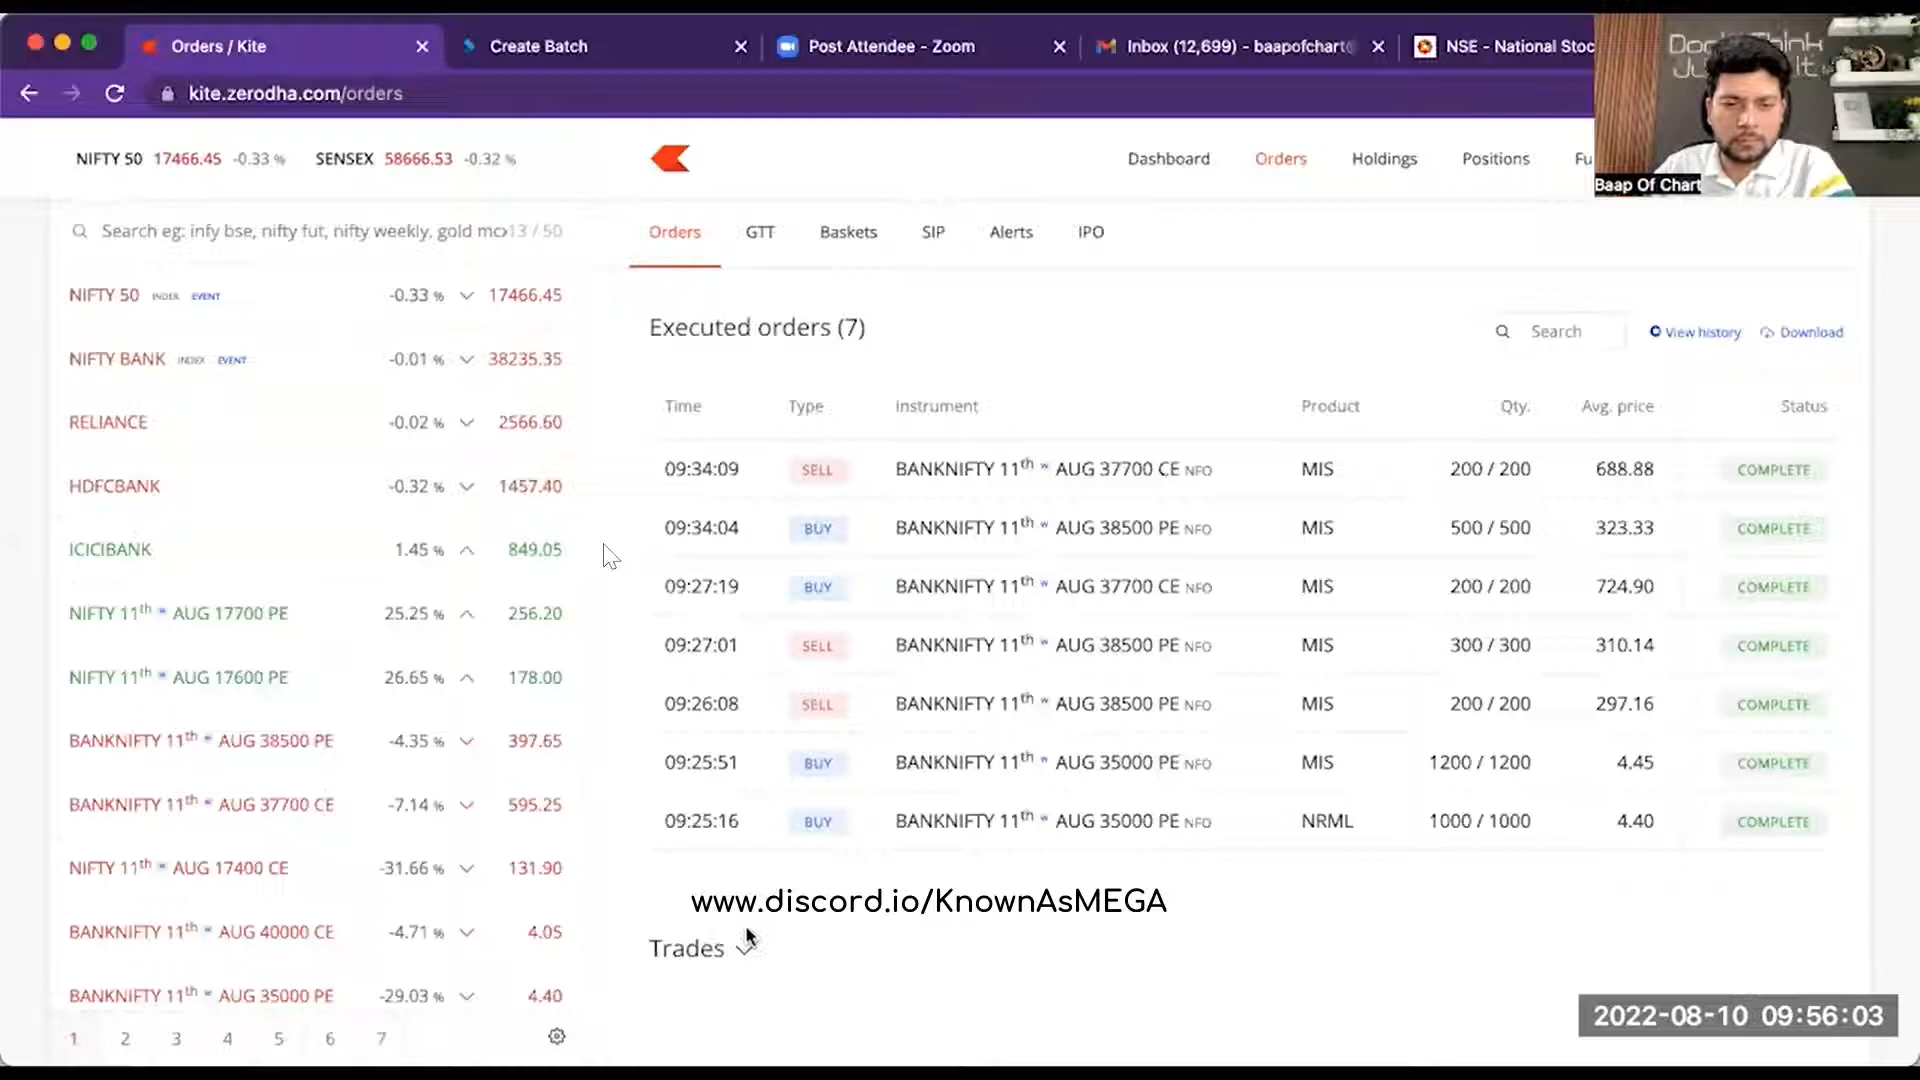 Orders / Kite
Create Batch
Post Attendee - Zoom
Inbox (12,699) - baapofchart@
NSE - National Stoc
kite.zerodha.com/orders
Baap Of Chart
NIFTY 50 17466.45 -0.33 % SENSEX 58666.53 -0.32 %
Dashboard Orders Holdings Positions Fu
Search eg: infy bse, nifty fut, nifty weekly, gold mcx 13 / 50
NIFTY 50 INDEX EVENT -0.33 % 17466.45
NIFTY BANK INDEX EVENT -0.01 % 38235.35
RELIANCE -0.02 % 2566.60
HDFCBANK -0.32 % 1457.40
ICICIBANK 1.45 % 849.05
NIFTY 11th w AUG 17700 PE 25.25 % 256.20
NIFTY 11th w AUG 17600 PE 26.65 % 178.00
BANKNIFTY 11th w AUG 38500 PE -4.35 % 397.65
BANKNIFTY 11th w AUG 37700 CE -7.14 % 595.25
NIFTY 11th w AUG 17400 CE -31.66 % 131.90
BANKNIFTY 11th w AUG 40000 CE -4.71 % 4.05
BANKNIFTY 11th w AUG 35000 PE -29.03 % 4.40
1 2 3 4 5 6 7
Orders GTT Baskets SIP Alerts IPO
Executed orders (7)
Search View history Download
Time Type Instrument Product Qty. Avg. price Status
09:34:09 SELL BANKNIFTY 11th w AUG 37700 CE NFO MIS 200 / 200 688.88 COMPLETE
09:34:04 BUY BANKNIFTY 11th w AUG 38500 PE NFO MIS 500 / 500 323.33 COMPLETE
09:27:19 BUY BANKNIFTY 11th w AUG 37700 CE NFO MIS 200 / 200 724.90 COMPLETE
09:27:01 SELL BANKNIFTY 11th w AUG 38500 PE NFO MIS 300 / 300 310.14 COMPLETE
09:26:08 SELL BANKNIFTY 11th w AUG 38500 PE NFO MIS 200 / 200 297.16 COMPLETE
09:25:51 BUY BANKNIFTY 11th w AUG 35000 PE NFO MIS 1200 / 1200 4.45 COMPLETE
09:25:16 BUY BANKNIFTY 11th w AUG 35000 PE NFO NRML 1000 / 1000 4.40 COMPLETE
www.discord.io/KnownAsMEGA
Trades
2022-08-10 09:56:03